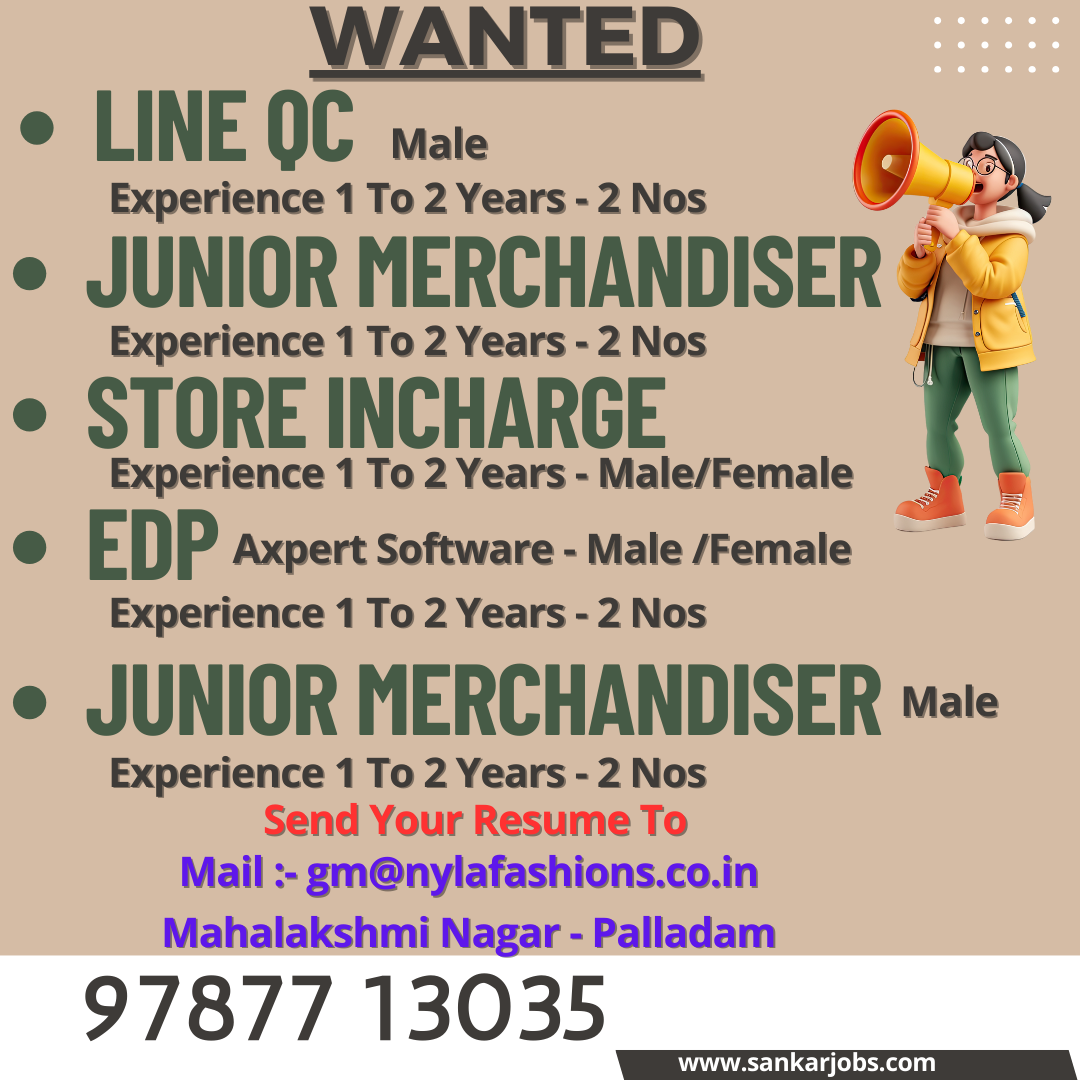 WANTED
• LINE QC Male
Experience 1 To 2 Years - 2 Nos
• JUNIOR MERCHANDISER
Experience 1 To 2 Years - 2 Nos
• STORE INCHARGE
Experience 1 To 2 Years - Male/Female
• EDP Axpert Software - Male /Female
Experience 1 To 2 Years - 2 Nos
• JUNIOR MERCHANDISER Male
Experience 1 To 2 Years - 2 Nos
Send Your Resume To
Mail :- gm@nylafashions.co.in
Mahalakshmi Nagar - Palladam
97877 13035
www.sankarjobs.com